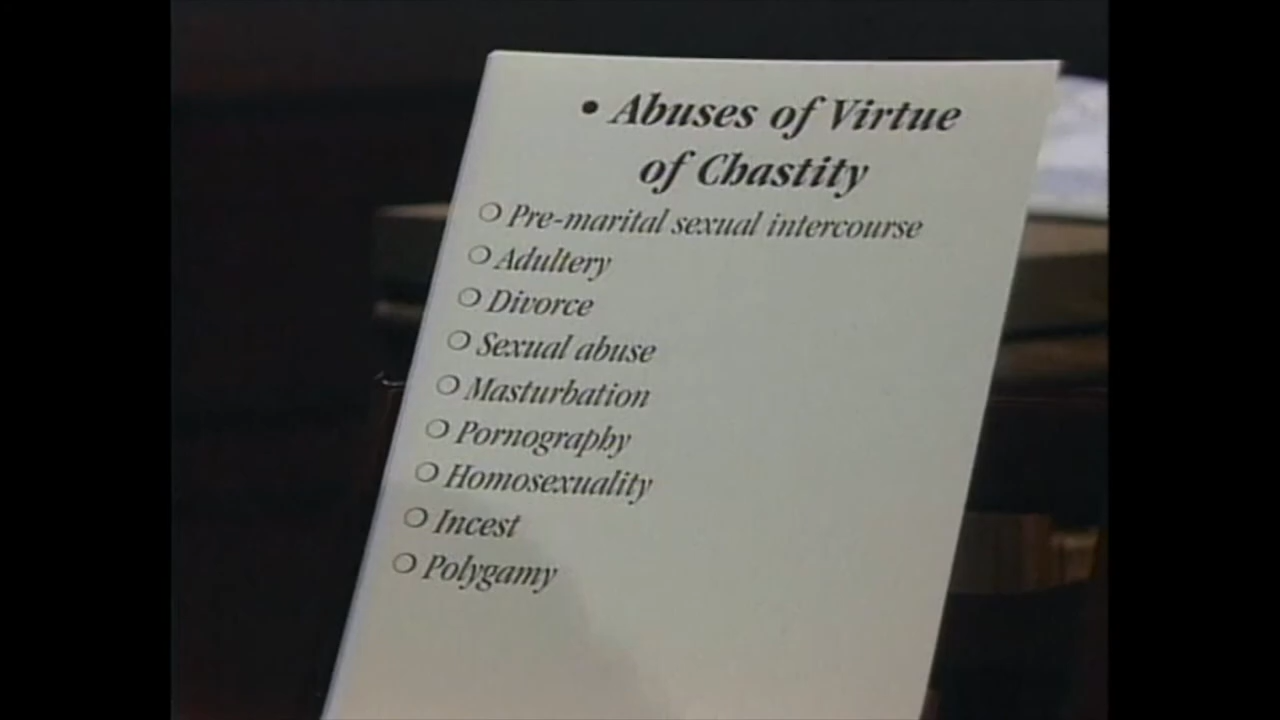 • Abuses of Virtue
of Chastity
❍ Pre-marital sexual intercourse
❍ Adultery
❍ Divorce
❍ Sexual abuse
❍ Masturbation
❍ Pornography
❍ Homosexuality
❍ Incest
❍ Polygamy